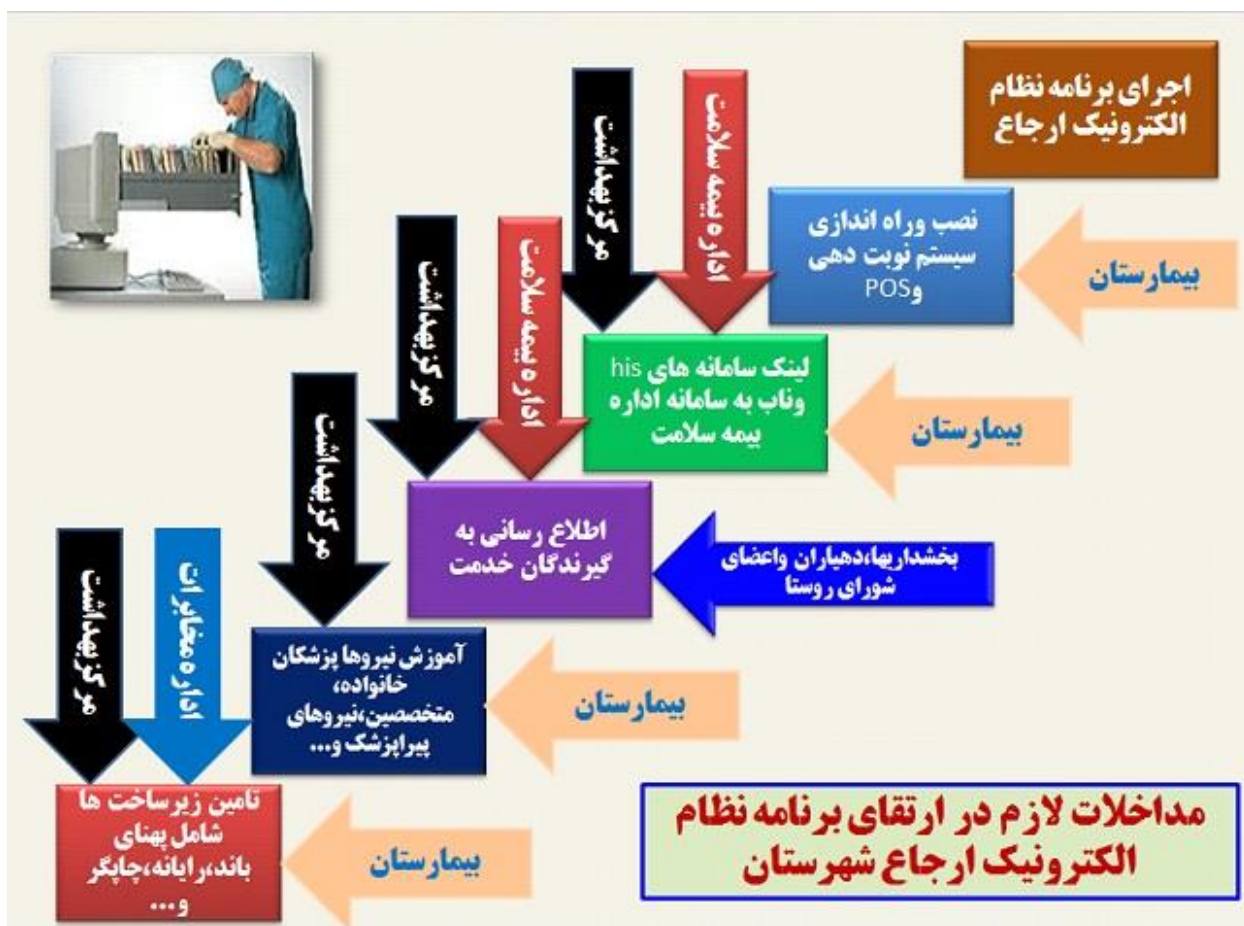 اجرای برنامه نظام
الکترونیک ارجاع
اداره بیمه سلامت
مرکز بهداشت
نصب وراه اندازی
سیستم نوبت دهی
وPOS
بیمارستان
اداره بیمه سلامت
مرکز بهداشت
لینک سامانه های his
وناب به سامانه اداره
بیمه سلامت
بیمارستان
مرکز بهداشت
اطلاع رسانی به
گیرندگان خدمت
بخشداریها،دهیاران واعضای
شورای روستا
اداره مخابرات
مرکز بهداشت
آموزش نیروها پزشکان
خانواده،
متخصصین،نیروهای
پیراپزشک و...
بیمارستان
تامین زیرساخت ها
شامل پهنای
باند،رایانه،چاپگر
و...
بیمارستان
مداخلات لازم در ارتقای برنامه نظام
الکترونیک ارجاع شهرستان